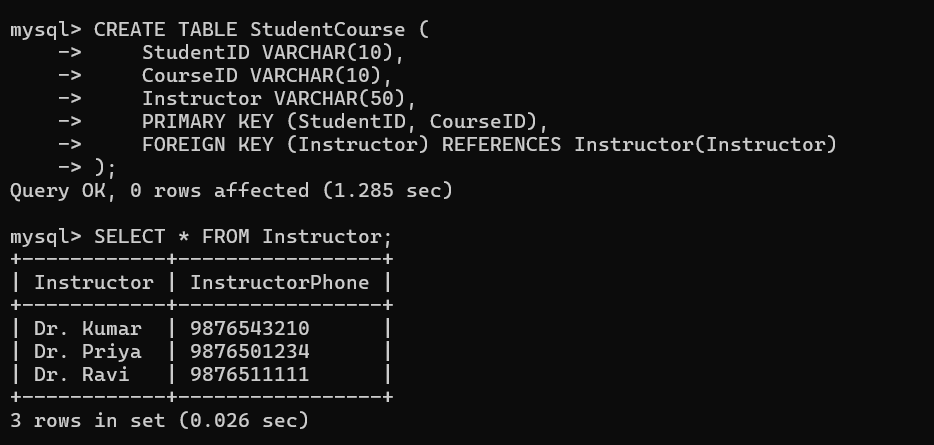 mysql> CREATE TABLE StudentCourse (
    ->     StudentID VARCHAR(10),
    ->     CourseID VARCHAR(10),
    ->     Instructor VARCHAR(50),
    ->     PRIMARY KEY (StudentID, CourseID),
    ->     FOREIGN KEY (Instructor) REFERENCES Instructor(Instructor)
    -> );
Query OK, 0 rows affected (1.285 sec)

mysql> SELECT * FROM Instructor;
+------------+-----------------+
| Instructor | InstructorPhone |
+------------+-----------------+
| Dr. Kumar  | 9876543210      |
| Dr. Priya  | 9876501234      |
| Dr. Ravi   | 9876511111      |
+------------+-----------------+
3 rows in set (0.026 sec)